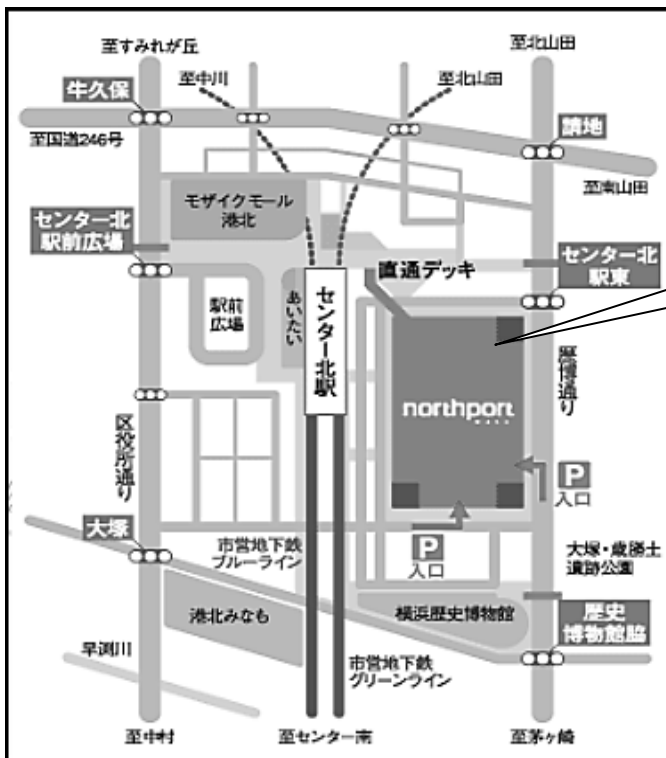 至すみれが丘
至北山田
牛久保
至中川
至北山田
請地
至国道246号
至南山田
モザイクモール
港北
センター北
駅前広場
直通デッキ
センター北
駅東
駅前
広場
あいたい
センター北駅
歴博通り
northport
区役所通り
P
入口
大塚
市営地下鉄
ブルーライン
P
入口
大塚・歳勝土
遺跡公園
港北みなも
横浜歴史博物館
歴史
博物館脇
早渕川
市営地下鉄
グリーンライン
至中村
至センター南
至茅ヶ崎